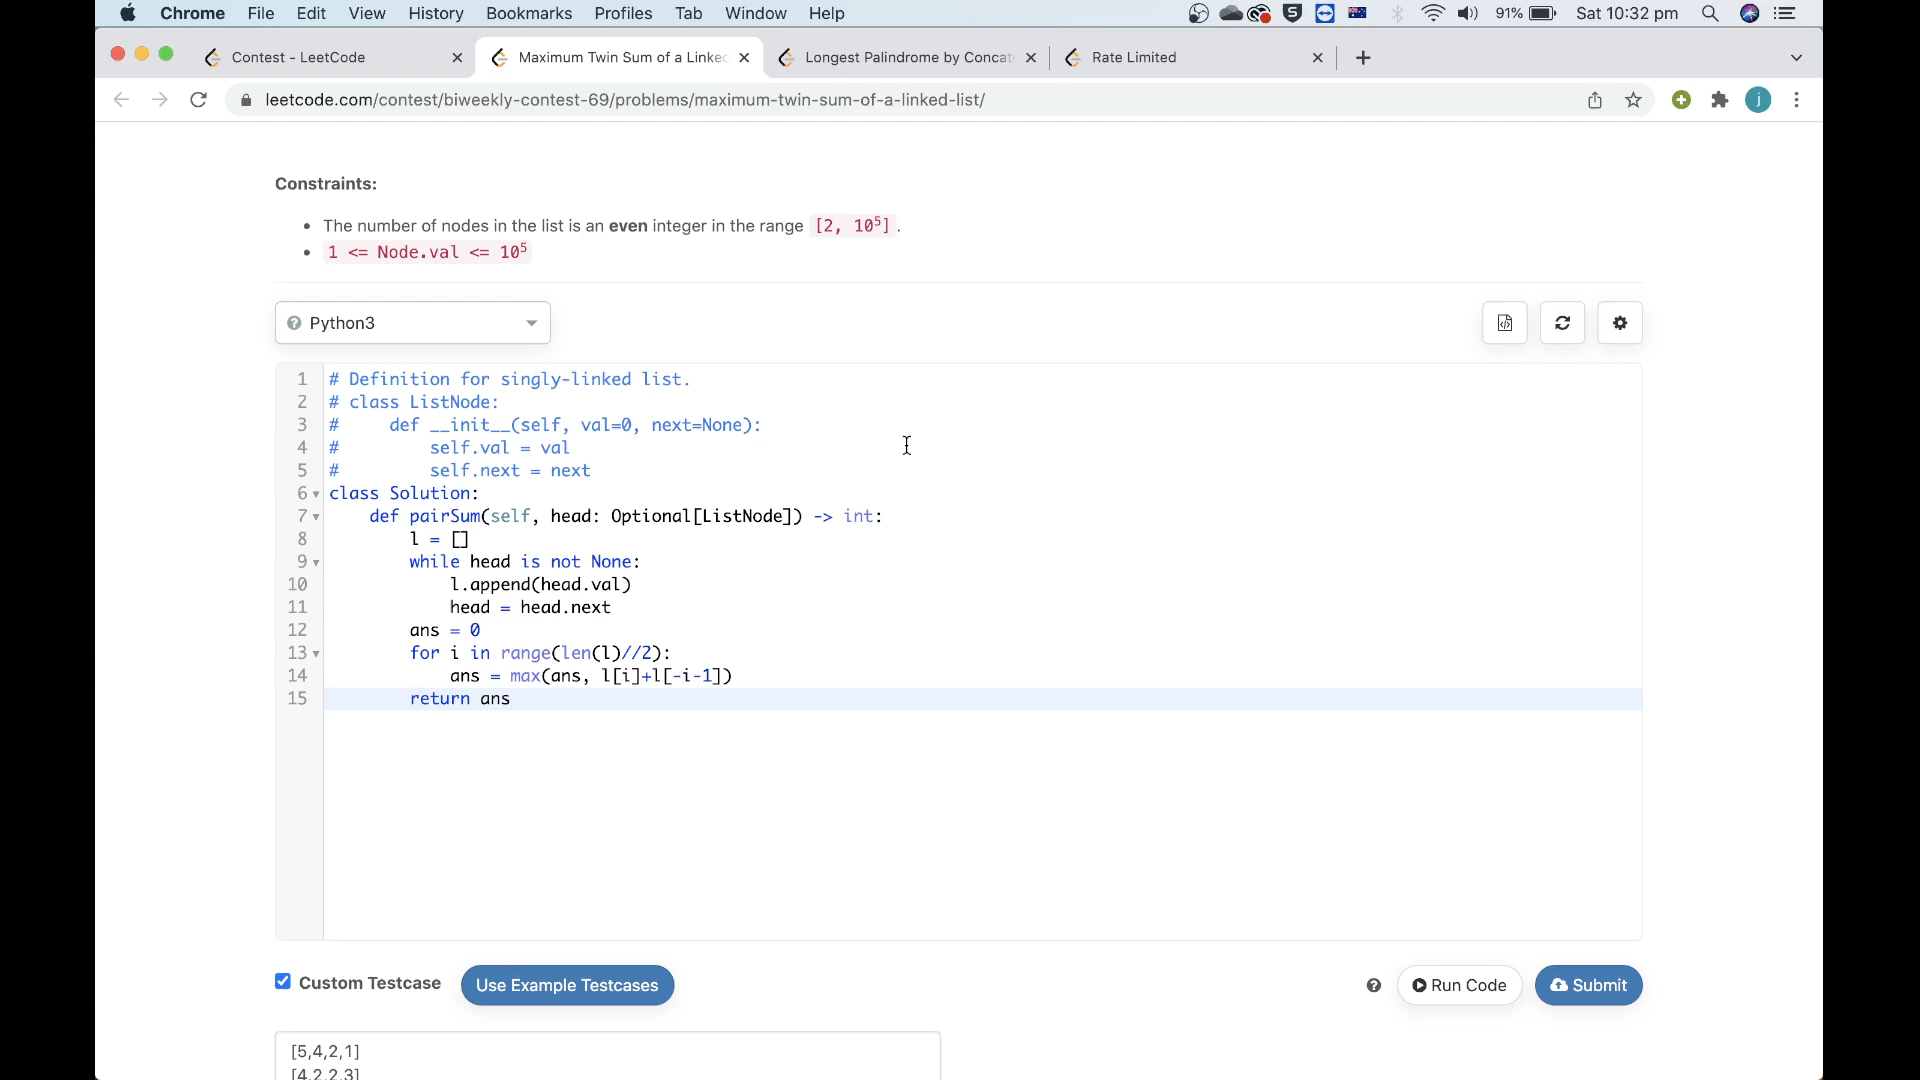 Chrome File Edit View History Bookmarks Profiles Tab Window Help 91% Sat 10:32 pm
Contest - LeetCode Maximum Twin Sum of a Linke Longest Palindrome by Concat Rate Limited
leetcode.com/contest/biweekly-contest-69/problems/maximum-twin-sum-of-a-linked-list/ j
Constraints:
• The number of nodes in the list is an even integer in the range [2, 10⁵] .
• 1 <= Node.val <= 10⁵
Python3
1 # Definition for singly-linked list.
2 # class ListNode:
3 #     def __init__(self, val=0, next=None):
4 #         self.val = val
5 #         self.next = next
6 class Solution:
7     def pairSum(self, head: Optional[ListNode]) -> int:
8         l = []
9         while head is not None:
10             l.append(head.val)
11             head = head.next
12         ans = 0
13         for i in range(len(l)//2):
14             ans = max(ans, l[i]+l[-i-1])
15         return ans
Custom Testcase Use Example Testcases Run Code Submit
[5,4,2,1]
[4,2,2,3]